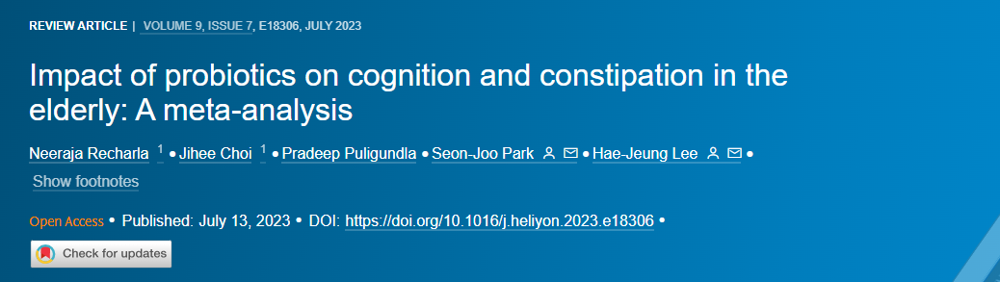 REVIEW ARTICLE | VOLUME 9, ISSUE 7, E18306, JULY 2023
Impact of probiotics on cognition and constipation in the
elderly: A meta-analysis
Neeraja Recharla 1 • Jihee Choi 1 • Pradeep Puligundla • Seon-Joo Park • Hae-Jeung Lee •
Show footnotes
Open Access • Published: July 13, 2023 • DOI: https://doi.org/10.1016/j.heliyon.2023.e18306 •
Check for updates